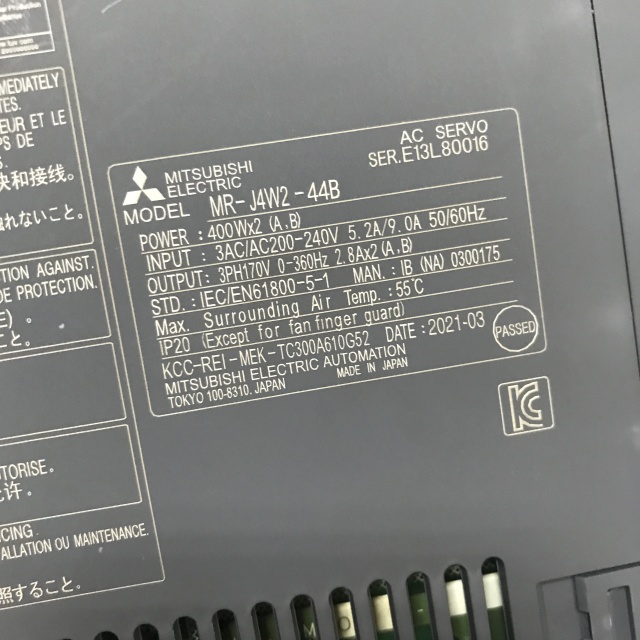 MMEDIATELY
TES.
EUR ET LE
PS DE
决和接线。
れないこと。
TION AGAINST
DE PROTECTION.
E) 。
こと。
TORISE.
允许。
CING
ALLATION OU MAINTENANCE.
照すること。
AC SERVO
SER.E13L80016
MITSUBISHI
ELECTRIC
MODEL MR-J4W2-44B
POWER : 400Wx2 (A.B)
INPUT : 3AC/AC200-240V 5.2A/9.0A 50/60Hz
OUTPUT: 3PH170V 0-360Hz 2.8Ax2 (A.B)
STD. : IEC/EN61800-5-1 MAN. : IB (NA) 0300175
Max. Surrounding Air Temp. : 55℃
IP20 (Except for fan finger guard)
KCC-REI-MEK-TC300A610G52 DATE : 2021-03
MITSUBISHI ELECTRIC AUTOMATION
TOKYO 100-8310, JAPAN MADE IN JAPAN
PASSED